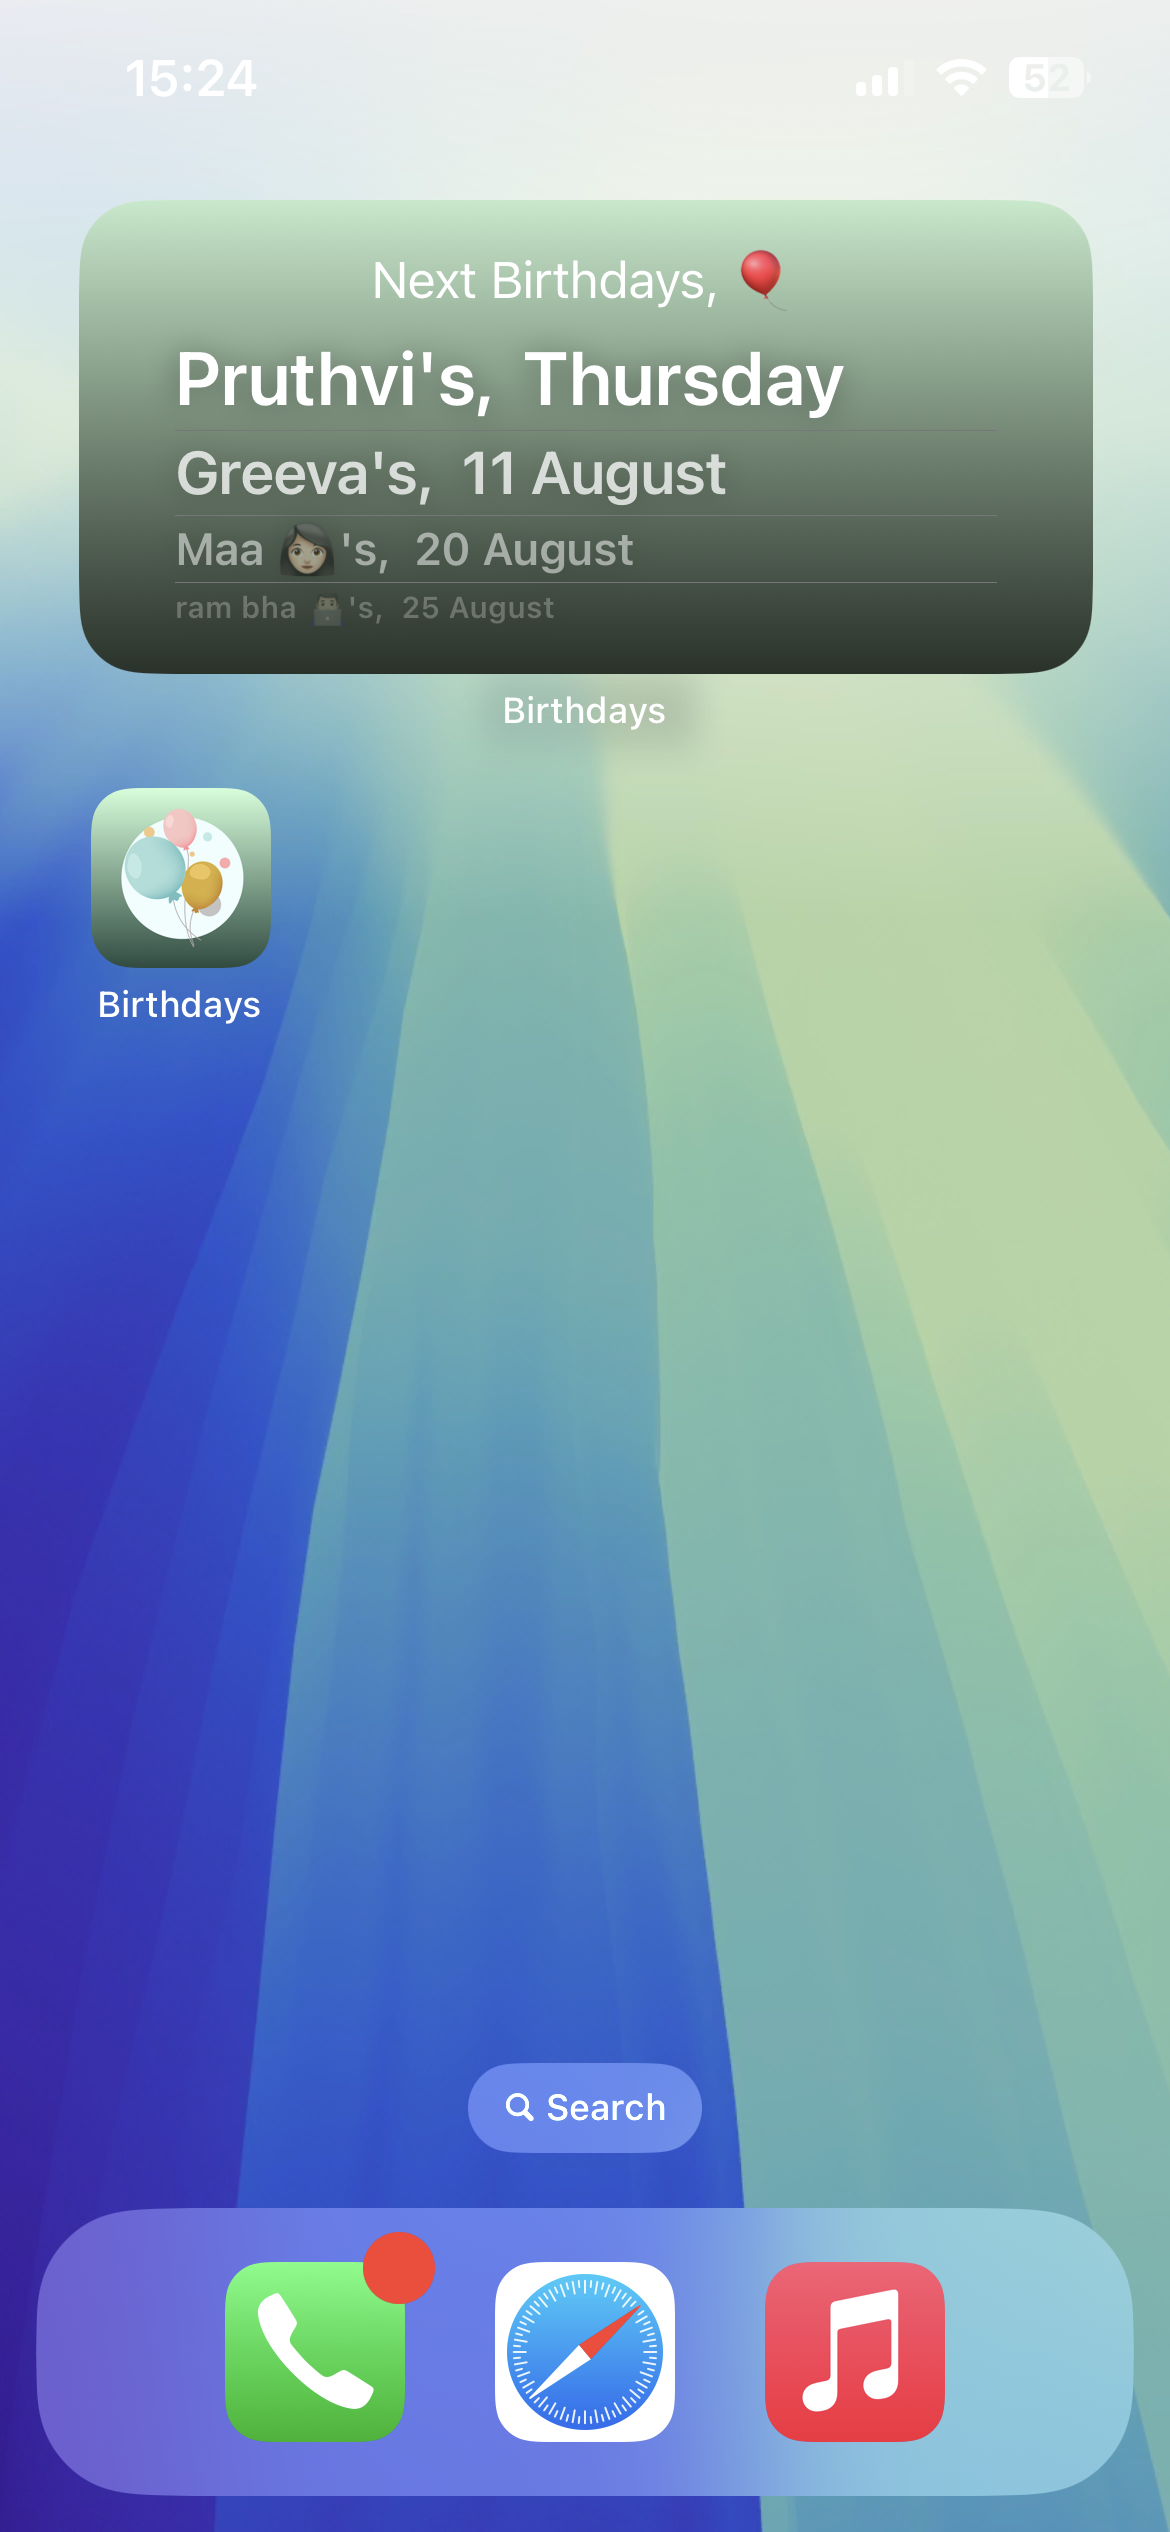 15:24
52
Next Birthdays, 🎈
Pruthvi's, Thursday
Greeva's, 11 August
Maa 👩🏻's, 20 August
ram bha 👨🏻‍💻's, 25 August
Birthdays
Birthdays
Search